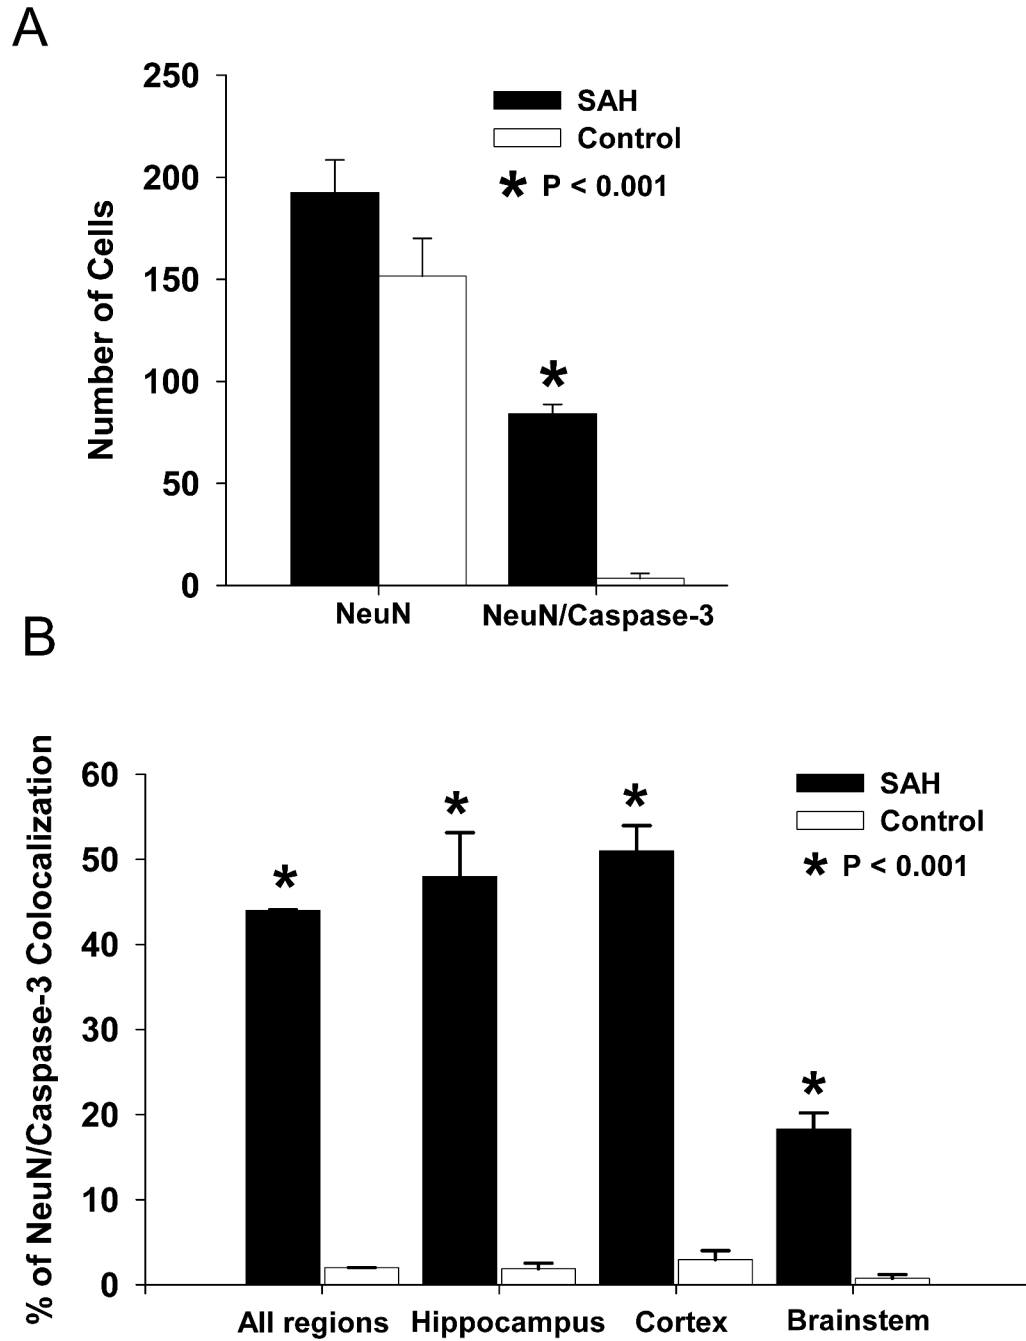 A
250
200
150
100
50
0
Number of Cells
SAH
Control
* P < 0.001
*
NeuN
NeuN/Caspase-3
B
60
50
40
30
20
10
0
% of NeuN/Caspase-3 Colocalization
SAH
Control
* P < 0.001
*
*
*
*
All regions
Hippocampus
Cortex
Brainstem